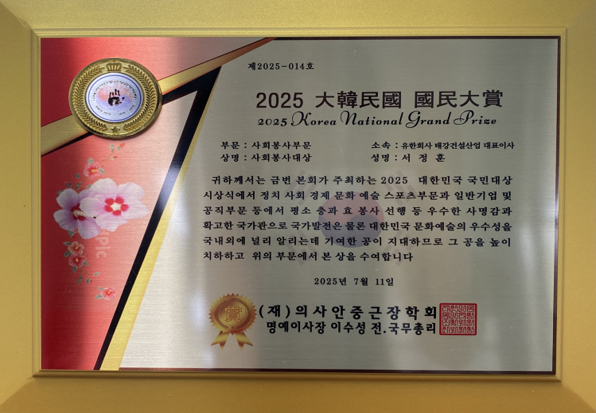 제2025-014호
2025 大韓民國 國民大賞
2025 Korea National Grand Prize
부문 : 사회봉사부문
소속 : 유한회사 배강건설산업 대표이사
상명 : 사회봉사대상
성명 : 서 정 훈
귀하께서는 금번 본회가 주최하는 2025 대한민국 국민대상
시상식에서 정치 사회 경제 문화 예술 스포츠부문과 일반기업 및
공직부문 등에서 평소 충과 효 봉사 선행 등 우수한 사명감과
확고한 국가관으로 국가발전은 물론 대한민국 문화예술의 우수성을
국내외에 널리 알리는데 기여한 공이 지대하므로 그 공을 높이
치하하고 위의 부문에서 본 상을 수여합니다
2025년 7월 11일
賞
(재)의사안중근장학회
명예이사장 이수성 전.국무총리